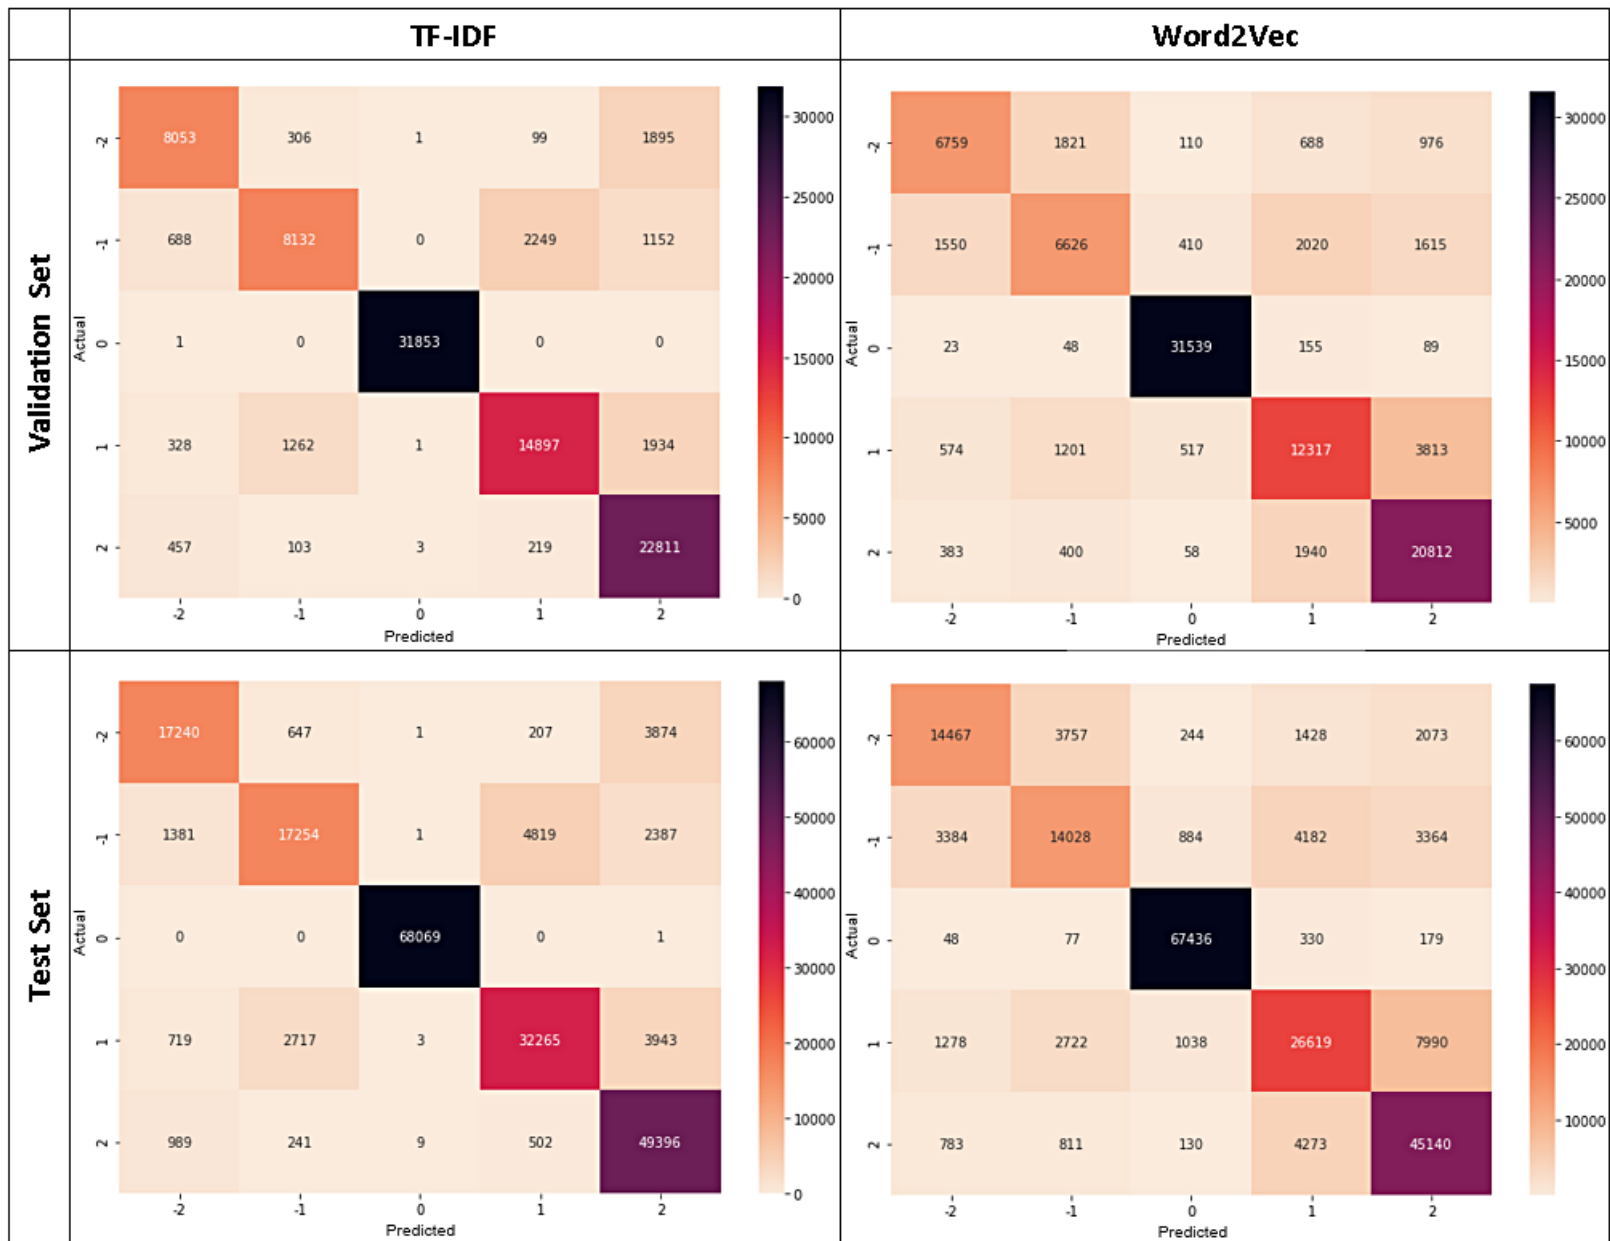 TF-IDF Word2Vec
Validation Set
Actual
-2 8053 306 1 99 1895
-1 688 8132 0 2249 1152
0 1 0 31853 0 0
1 328 1262 1 14897 1934
2 457 103 3 219 22811
-2 -1 0 1 2
Predicted
30000
25000
20000
15000
10000
5000
0
Actual
-2 6759 1821 110 688 976
-1 1550 6626 410 2020 1615
0 23 48 31539 155 89
1 574 1201 517 12317 3813
2 383 400 58 1940 20812
-2 -1 0 1 2
Predicted
30000
25000
20000
15000
10000
5000
Test Set
Actual
-2 17240 647 1 207 3874
-1 1381 17254 1 4819 2387
0 0 0 68069 0 1
1 719 2717 3 32265 3943
2 989 241 9 502 49396
-2 -1 0 1 2
Predicted
60000
50000
40000
30000
20000
10000
0
Actual
-2 14467 3757 244 1428 2073
-1 3384 14028 884 4182 3364
0 48 77 67436 330 179
1 1278 2722 1038 26619 7990
2 783 811 130 4273 45140
-2 -1 0 1 2
Predicted
60000
50000
40000
30000
20000
10000